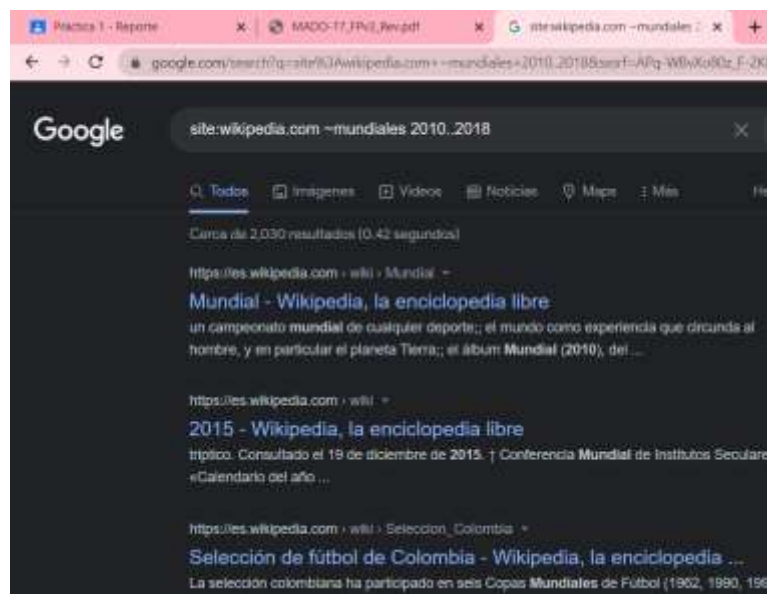 Práctica 1 - Reporte
MADO-17_FPv3_Rev.pdf
site:wikipedia.com ~mundiales 2
google.com/search?q=site%3Awikipedia.com+~mundiales+2010..2018&sxsrf=
Google
site:wikipedia.com ~mundiales 2010..2018
Todos
Imágenes
Videos
Noticias
Maps
Más
He
Cerca de 2,030 resultados (0.42 segundos)
https://es.wikipedia.com › wiki › Mundial
Mundial - Wikipedia, la enciclopedia libre
un campeonato mundial de cualquier deporte;; el mundo como experiencia que circunda al
hombre, y en particular el planeta Tierra;; el álbum Mundial (2010), del ...
https://es.wikipedia.com › wiki
2015 - Wikipedia, la enciclopedia libre
tríptico. Consultado el 19 de diciembre de 2015. † Conferencia Mundial de Institutos Seculare
«Calendario del año ...
https://es.wikipedia.com › wiki › Seleccion_Colombia
Selección de fútbol de Colombia - Wikipedia, la enciclopedia ...
La selección colombiana ha participado en seis Copas Mundiales de Fútbol (1962, 1990, 199